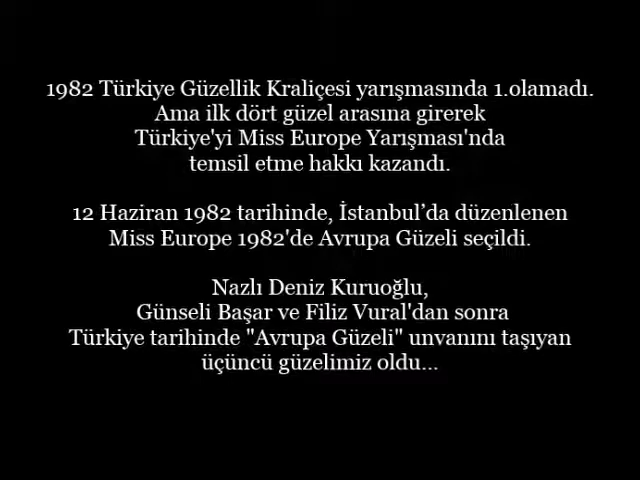 1982 Türkiye Güzellik Kraliçesi yarışmasında 1.olamadı.
Ama ilk dört güzel arasına girerek
Türkiye'yi Miss Europe Yarışması'nda
temsil etme hakkı kazandı.
12 Haziran 1982 tarihinde, İstanbul’da düzenlenen
Miss Europe 1982'de Avrupa Güzeli seçildi.
Nazlı Deniz Kuruoğlu,
Günseli Başar ve Filiz Vural'dan sonra
Türkiye tarihinde "Avrupa Güzeli" unvanını taşıyan
üçüncü güzelimiz oldu...